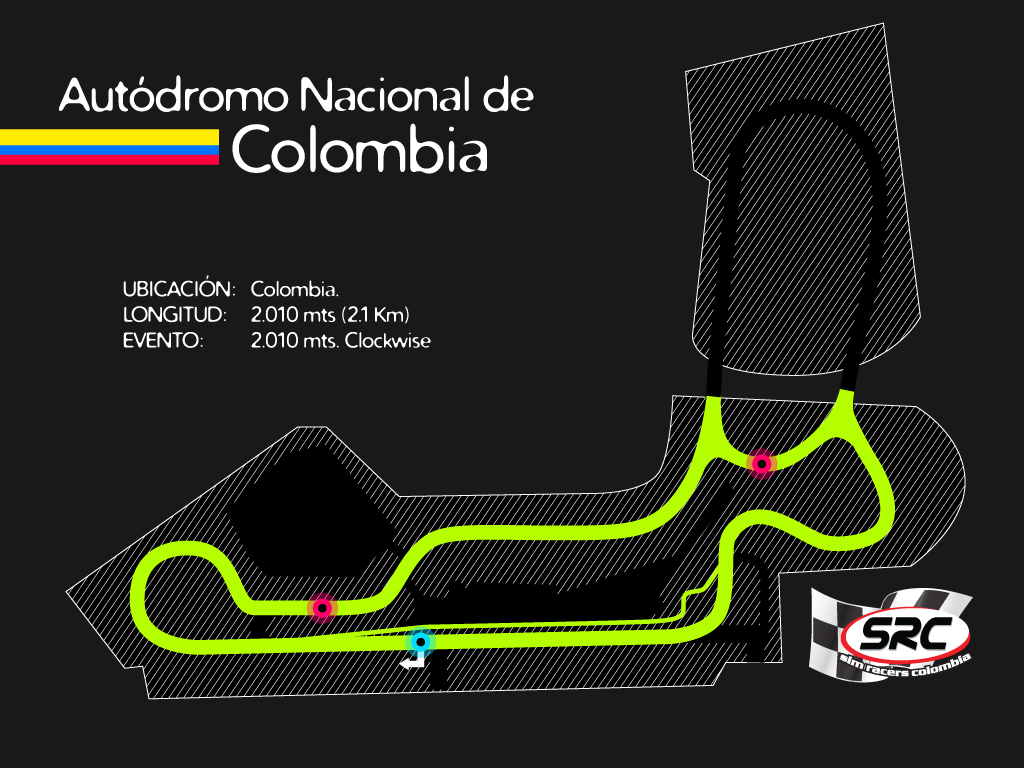 Autódromo Nacional de
Colombia
UBICACIÓN: Colombia.
LONGITUD: 2.010 mts (2.1 Km)
EVENTO: 2.010 mts. Clockwise
SRC
sim racers colombia